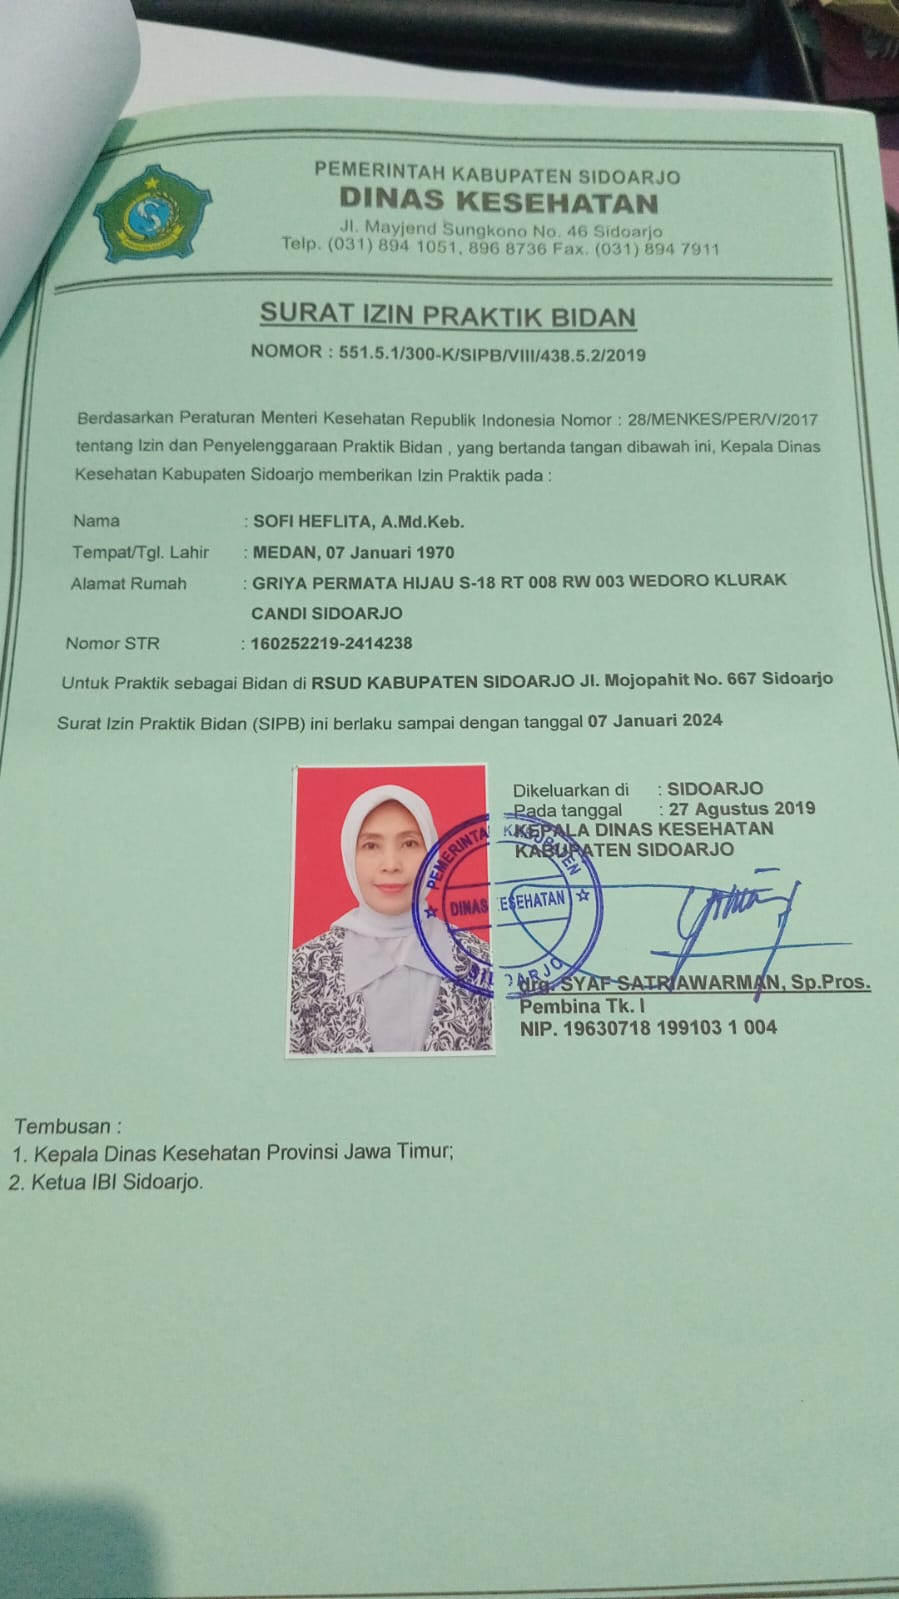 PEMERINTAH KABUPATEN SIDOARJO
DINAS KESEHATAN
Jl. Mayjend Sungkono No. 46 Sidoarjo
Telp. (031) 894 1051, 896 8736 Fax. (031) 894 7911
SURAT IZIN PRAKTIK BIDAN
NOMOR : 551.5.1/300-K/SIPB/VIII/438.5.2/2019
Berdasarkan Peraturan Menteri Kesehatan Republik Indonesia Nomor : 28/MENKES/PER/V/2017
tentang Izin dan Penyelenggaraan Praktik Bidan , yang bertanda tangan dibawah ini, Kepala Dinas
Kesehatan Kabupaten Sidoarjo memberikan Izin Praktik pada :
Nama : SOFI HEFLITA, A.Md.Keb.
Tempat/Tgl. Lahir : MEDAN, 07 Januari 1970
Alamat Rumah : GRIYA PERMATA HIJAU S-18 RT 008 RW 003 WEDORO KLURAK
CANDI SIDOARJO
Nomor STR : 160252219-2414238
Untuk Praktik sebagai Bidan di RSUD KABUPATEN SIDOARJO Jl. Mojopahit No. 667 Sidoarjo
Surat Izin Praktik Bidan (SIPB) ini berlaku sampai dengan tanggal 07 Januari 2024
Dikeluarkan di : SIDOARJO
Pada tanggal : 27 Agustus 2019
KEPALA DINAS KESEHATAN
KABUPATEN SIDOARJO
PEMERINTA KABUPATEN
DINAS ESEHATAN
drg. SYAF SATRIAWARMAN, Sp.Pros.
Pembina Tk. I
NIP. 19630718 199103 1 004
Tembusan :
1. Kepala Dinas Kesehatan Provinsi Jawa Timur;
2. Ketua IBI Sidoarjo.